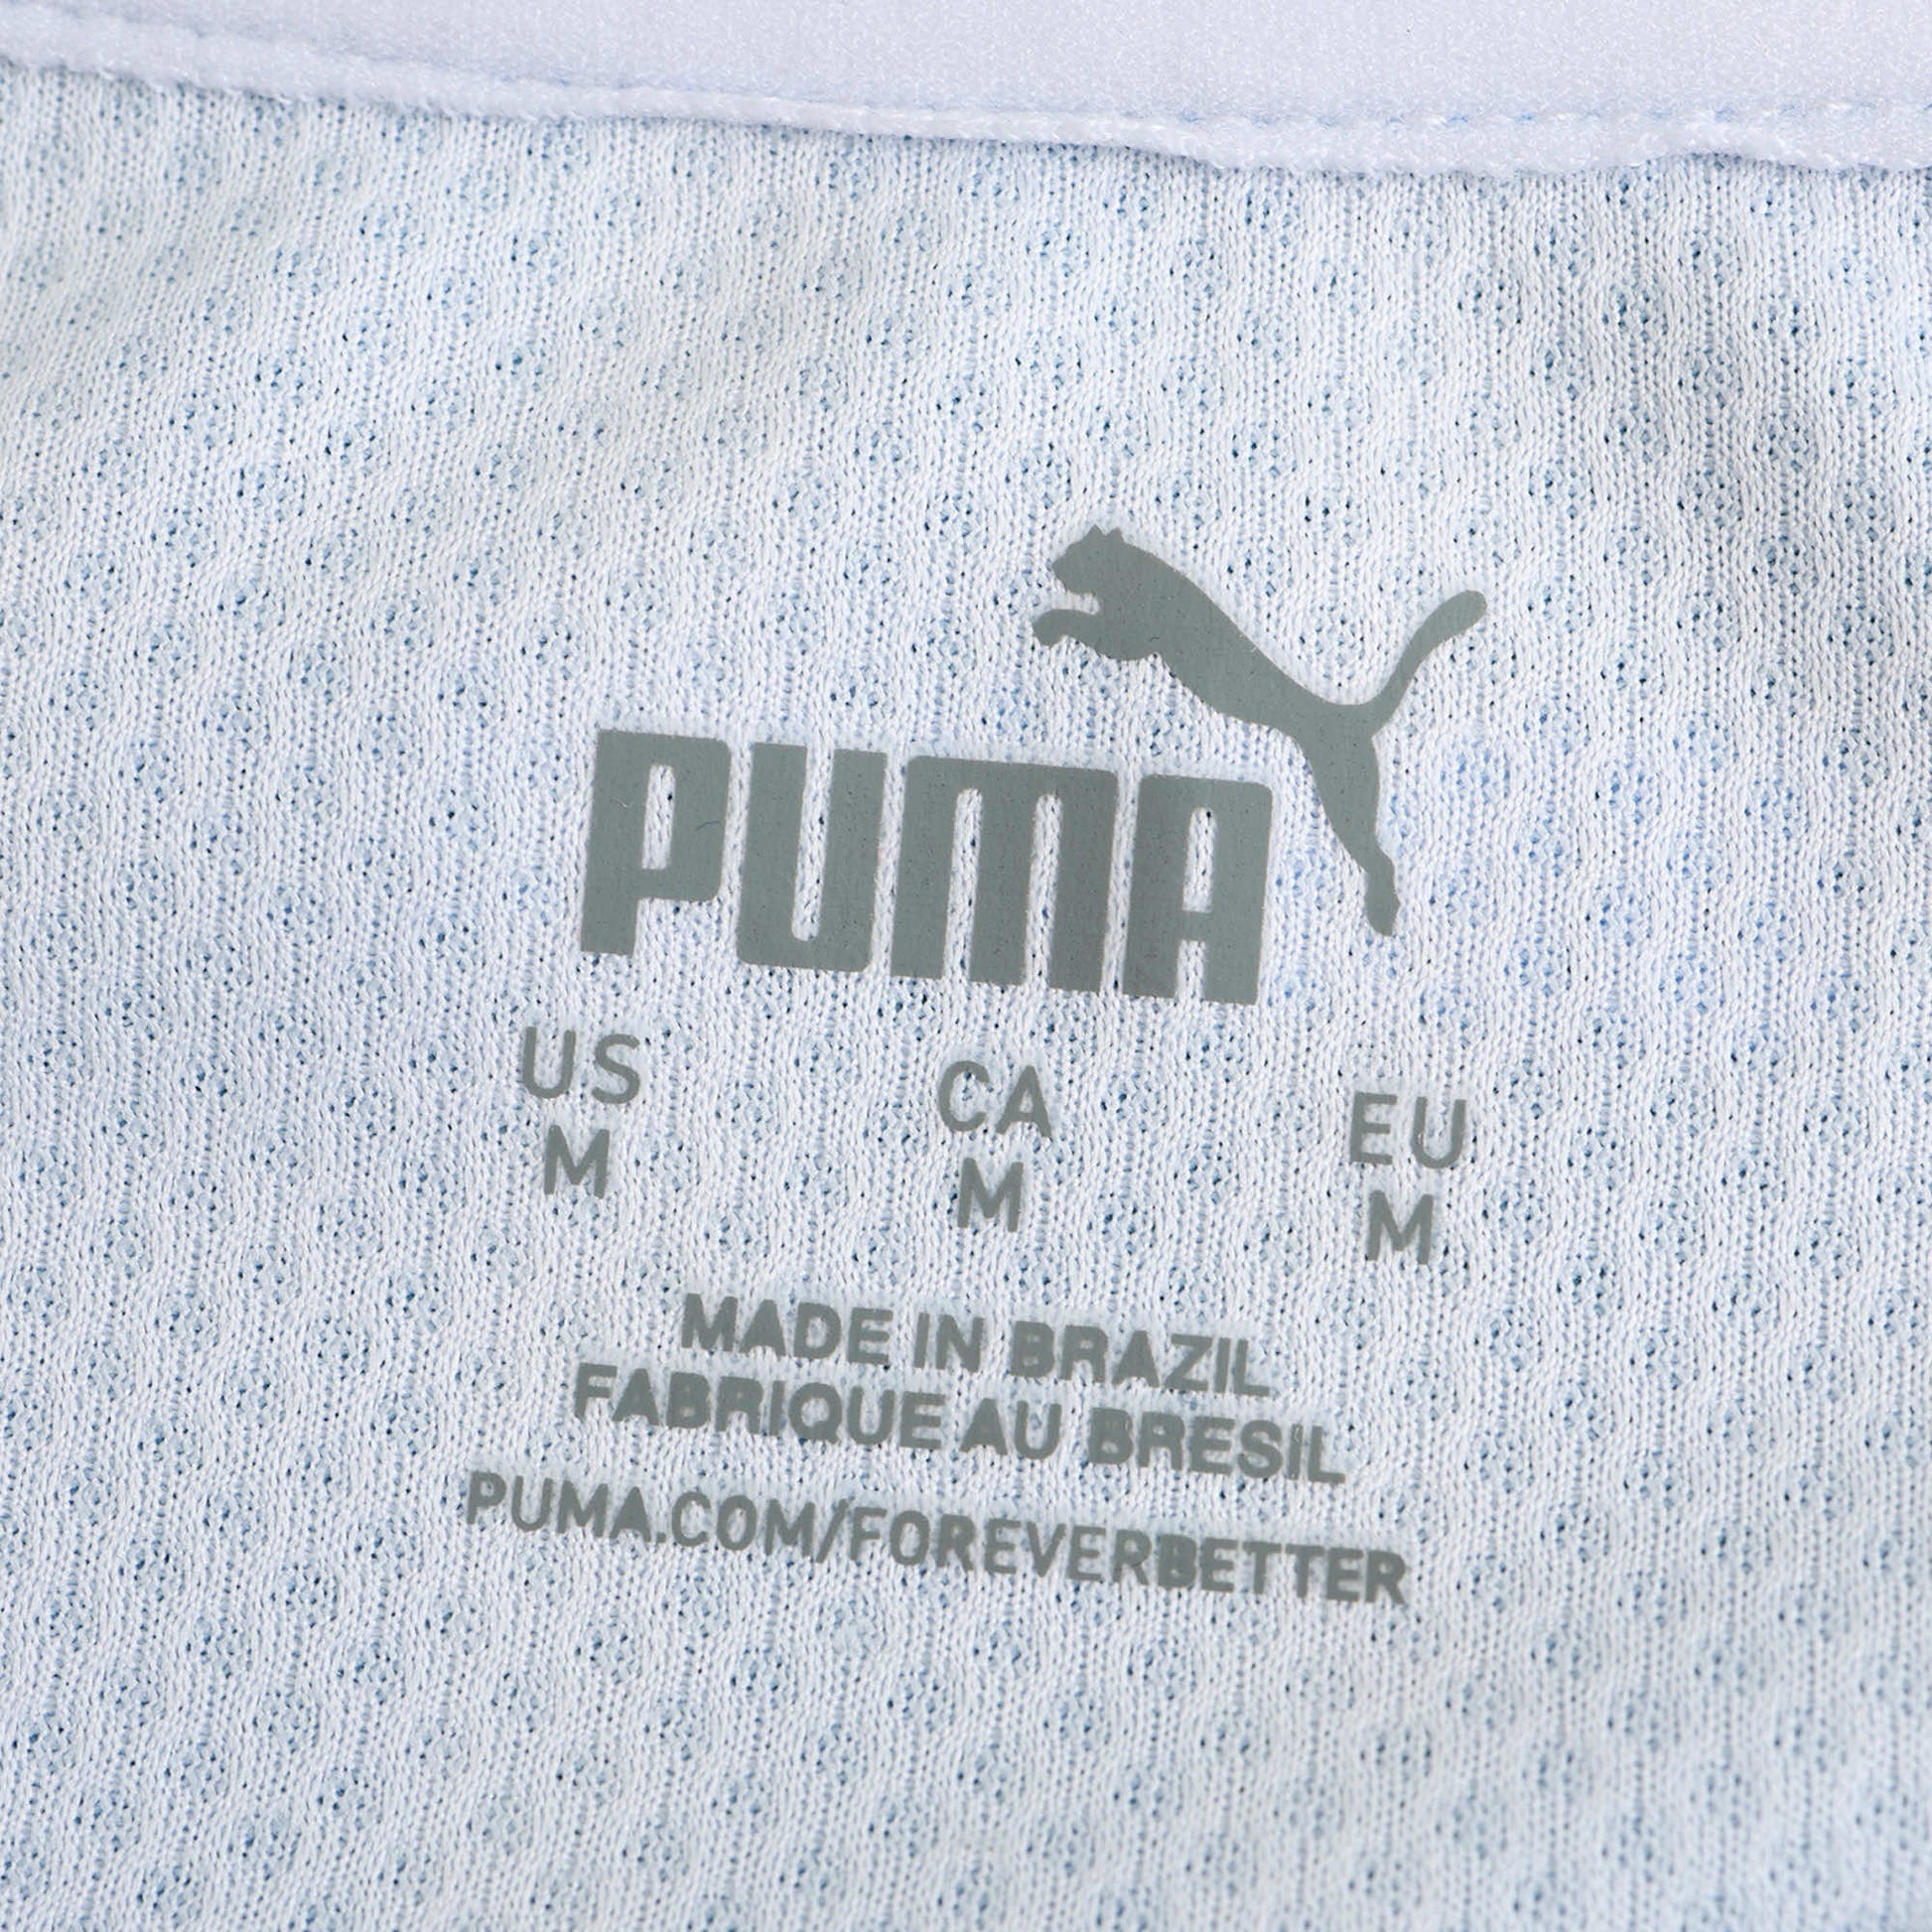 PUMA
US CA EU
M M M
MADE IN BRAZIL
FABRIQUE AU BRESIL
PUMA.COM/FOREVERBETTER